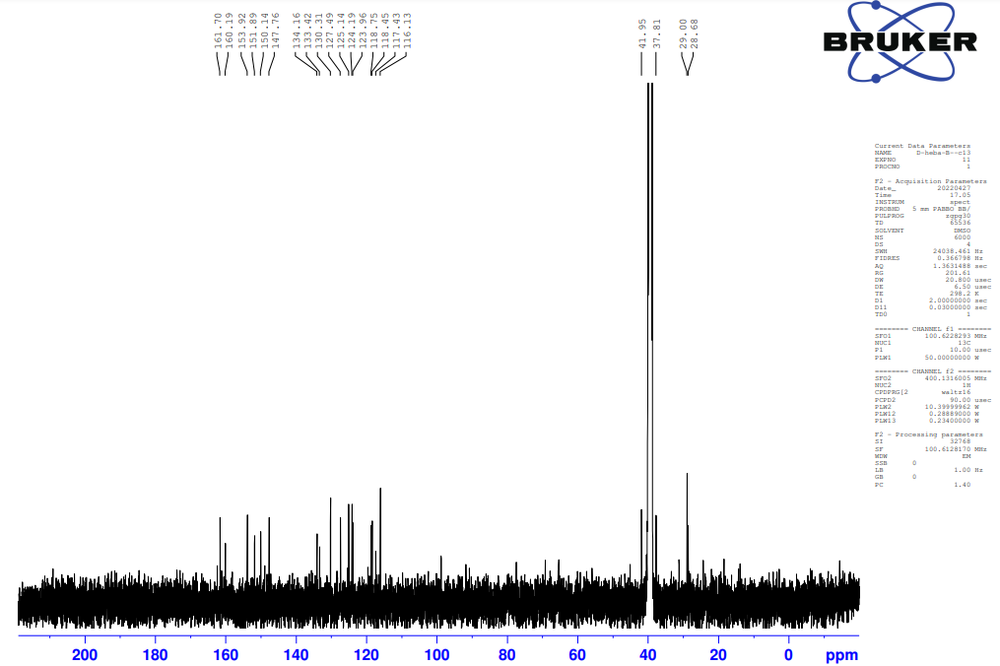 161.70
160.19
153.92
151.89
150.14
147.76
134.16
133.42
130.31
127.49
125.14
124.19
123.96
118.75
118.45
117.43
116.13
41.95
37.81
29.00
28.68
BRUKER
Current Data Parameters
NAME D-heba-B--c13
EXPNO 11
PROCNO 1
F2 - Acquisition Parameters
Date_ 20220427
Time 17.05
INSTRUM spect
PROBHD 5 mm PABBO BB/
PULPROG zgpg30
TD 65536
SOLVENT DMSO
NS 6000
DS 4
SWH 24038.461 Hz
FIDRES 0.366798 Hz
AQ 1.3631488 sec
RG 201.61
DW 20.800 usec
DE 6.50 usec
TE 298.2 K
D1 2.00000000 sec
D11 0.03000000 sec
TD0 1
======== CHANNEL f1 ========
SFO1 100.6228293 MHz
NUC1 13C
P1 10.00 usec
PLW1 50.00000000 W
======== CHANNEL f2 ========
SFO2 400.1316005 MHz
NUC2 1H
CPDPRG[2 waltz16
PCPD2 90.00 usec
PLW2 10.39999962 W
PLW12 0.28889000 W
PLW13 0.23400000 W
F2 - Processing parameters
SI 32768
SF 100.6128170 MHz
WDW EM
SSB 0
LB 1.00 Hz
GB 0
PC 1.40
200 180 160 140 120 100 80 60 40 20 0 ppm